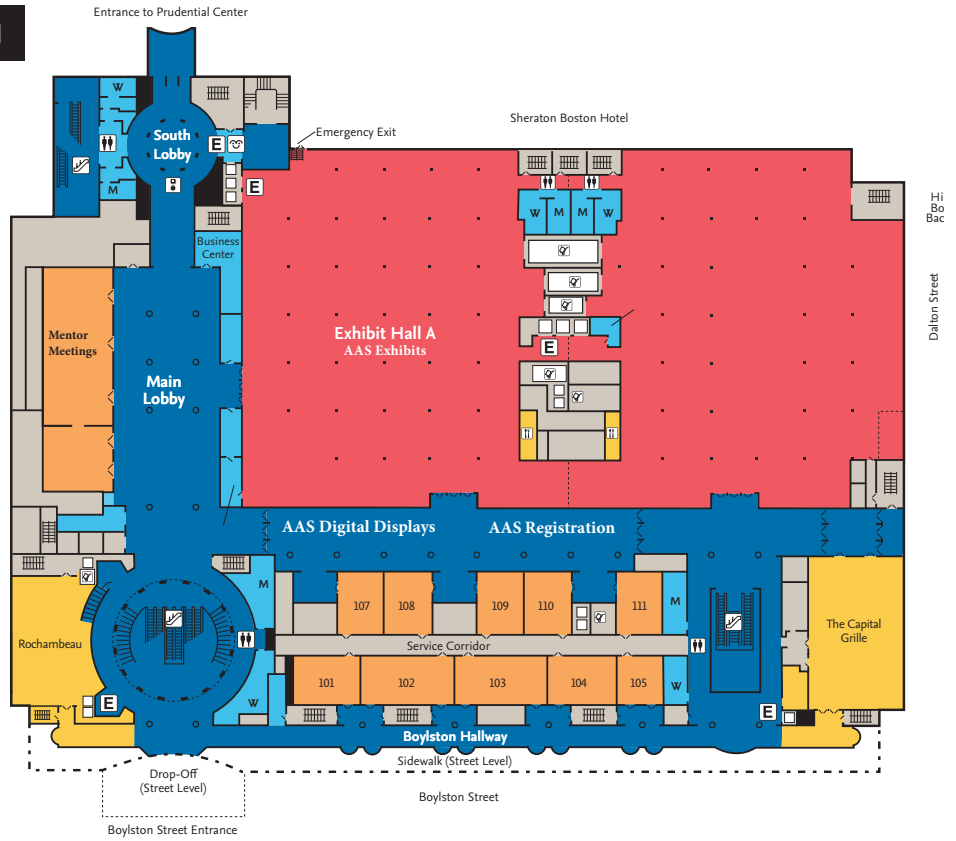 Entrance to Prudential Center
W
South
Lobby
E
M
Emergency Exit
E
Sheraton Boston Hotel
W
M
M
W
Hi
Bo
Bac
Business
Center
Dalton Street
Mentor
Meetings
Main
Lobby
Exhibit Hall A
AAS Exhibits
E
AAS Digital Displays
AAS Registration
M
107
108
109
110
111
M
Rochambeau
Service Corridor
The Capital
Grille
101
102
103
104
105
W
W
E
E
Boylston Hallway
Sidewalk (Street Level)
Drop-Off
(Street Level)
Boylston Street
Boylston Street Entrance